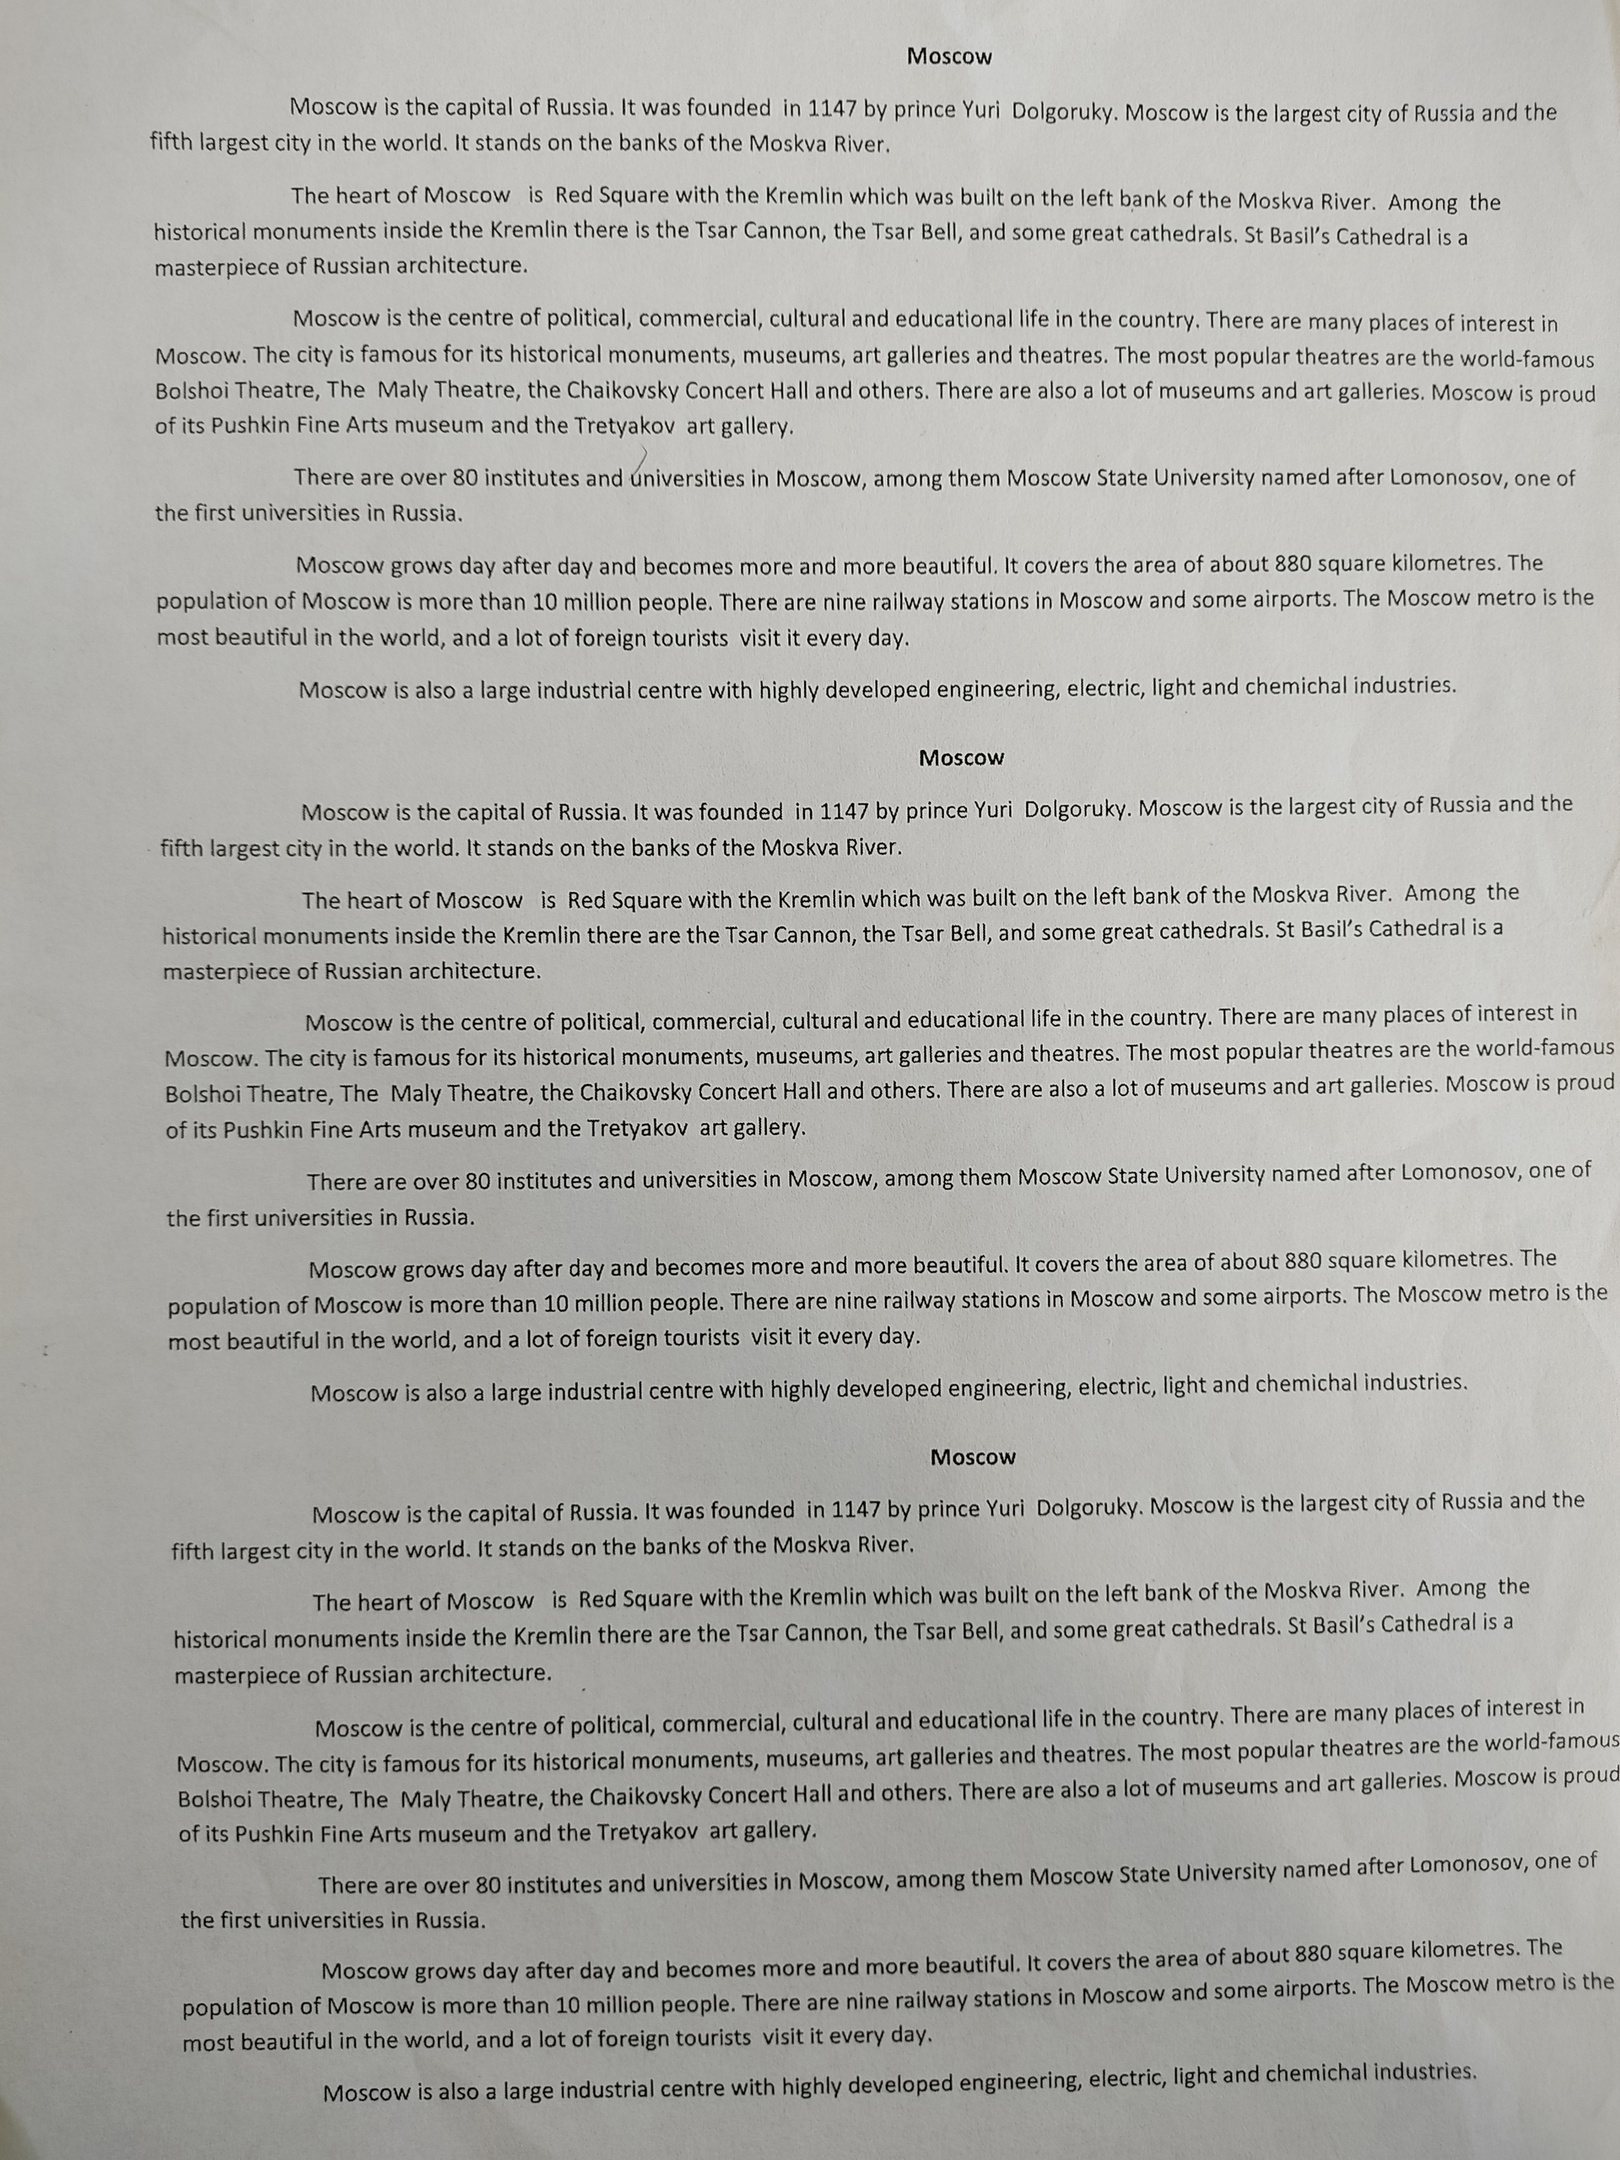 Moscow
Moscow is the capital of Russia. It was founded in 1147 by prince Yuri Dolgoruky. Moscow is the largest city of Russia and the
fifth largest city in the world. It stands on the banks of the Moskva River.
The heart of Moscow is Red Square with the Kremlin which was built on the left bank of the Moskva River. Among the
historical monuments inside the Kremlin there is the Tsar Cannon, the Tsar Bell, and some great cathedrals. St Basil's Cathedral is a
masterpiece of Russian architecture.
Moscow is the centre of political, commercial, cultural and educational life in the country. There are many places of interest in
Moscow. The city is famous for its historical monuments, museums, art galleries and theatres. The most popular theatres are the world-famous
Bolshoi Theatre, The Maly Theatre, the Chaikovsky Concert Hall and others. There are also a lot of museums and art galleries. Moscow is proud
of its Pushkin Fine Arts museum and the Tretyakov art gallery.
There are over 80 institutes and universities in Moscow, among them Moscow State University named after Lomonosov, one of
the first universities in Russia.
Moscow grows day after day and becomes more and more beautiful. It covers the area of about 880 square kilometres. The
population of Moscow is more than 10 million people. There are nine railway stations in Moscow and some airports. The Moscow metro is the
most beautiful in the world, and a lot of foreign tourists visit it every day.
Moscow is also a large industrial centre with highly developed engineering, electric, light and chemichal industries.
Moscow
Moscow is the capital of Russia. It was founded in 1147 by prince Yuri Dolgoruky. Moscow is the largest city of Russia and the
fifth largest city in the world. It stands on the banks of the Moskva River.
The heart of Moscow is Red Square with the Kremlin which was built on the left bank of the Moskva River. Among the
historical monuments inside the Kremlin there are the Tsar Cannon, the Tsar Bell, and some great cathedrals. St Basil's Cathedral is a
masterpiece of Russian architecture.
Moscow is the centre of political, commercial, cultural and educational life in the country. There are many places of interest in
Moscow. The city is famous for its historical monuments, museums, art galleries and theatres. The most popular theatres are the world-famous
Bolshoi Theatre, The Maly Theatre, the Chaikovsky Concert Hall and others. There are also a lot of museums and art galleries. Moscow is proud
of its Pushkin Fine Arts museum and the Tretyakov art gallery.
There are over 80 institutes and universities in Moscow, among them Moscow State University named after Lomonosov, one of
the first universities in Russia.
Moscow grows day after day and becomes more and more beautiful. It covers the area of about 880 square kilometres. The
population of Moscow is more than 10 million people. There are nine railway stations in Moscow and some airports. The Moscow metro is the
most beautiful in the world, and a lot of foreign tourists visit it every day.
Moscow is also a large industrial centre with highly developed engineering, electric, light and chemichal industries.
Moscow
Moscow is the capital of Russia. It was founded in 1147 by prince Yuri Dolgoruky. Moscow is the largest city of Russia and the
fifth largest city in the world. It stands on the banks of the Moskva River.
The heart of Moscow is Red Square with the Kremlin which was built on the left bank of the Moskva River. Among the
historical monuments inside the Kremlin there are the Tsar Cannon, the Tsar Bell, and some great cathedrals. St Basil's Cathedral is a
masterpiece of Russian architecture.
Moscow is the centre of political, commercial, cultural and educational life in the country. There are many places of interest in
Moscow. The city is famous for its historical monuments, museums, art galleries and theatres. The most popular theatres are the world-famous
Bolshoi Theatre, The Maly Theatre, the Chaikovsky Concert Hall and others. There are also a lot of museums and art galleries. Moscow is proud
of its Pushkin Fine Arts museum and the Tretyakov art gallery.
There are over 80 institutes and universities in Moscow, among them Moscow State University named after Lomonosov, one of
the first universities in Russia.
Moscow grows day after day and becomes more and more beautiful. It covers the area of about 880 square kilometres. The
population of Moscow is more than 10 million people. There are nine railway stations in Moscow and some airports. The Moscow metro is the
most beautiful in the world, and a lot of foreign tourists visit it every day.
Moscow is also a large industrial centre with highly developed engineering, electric, light and chemichal industries.